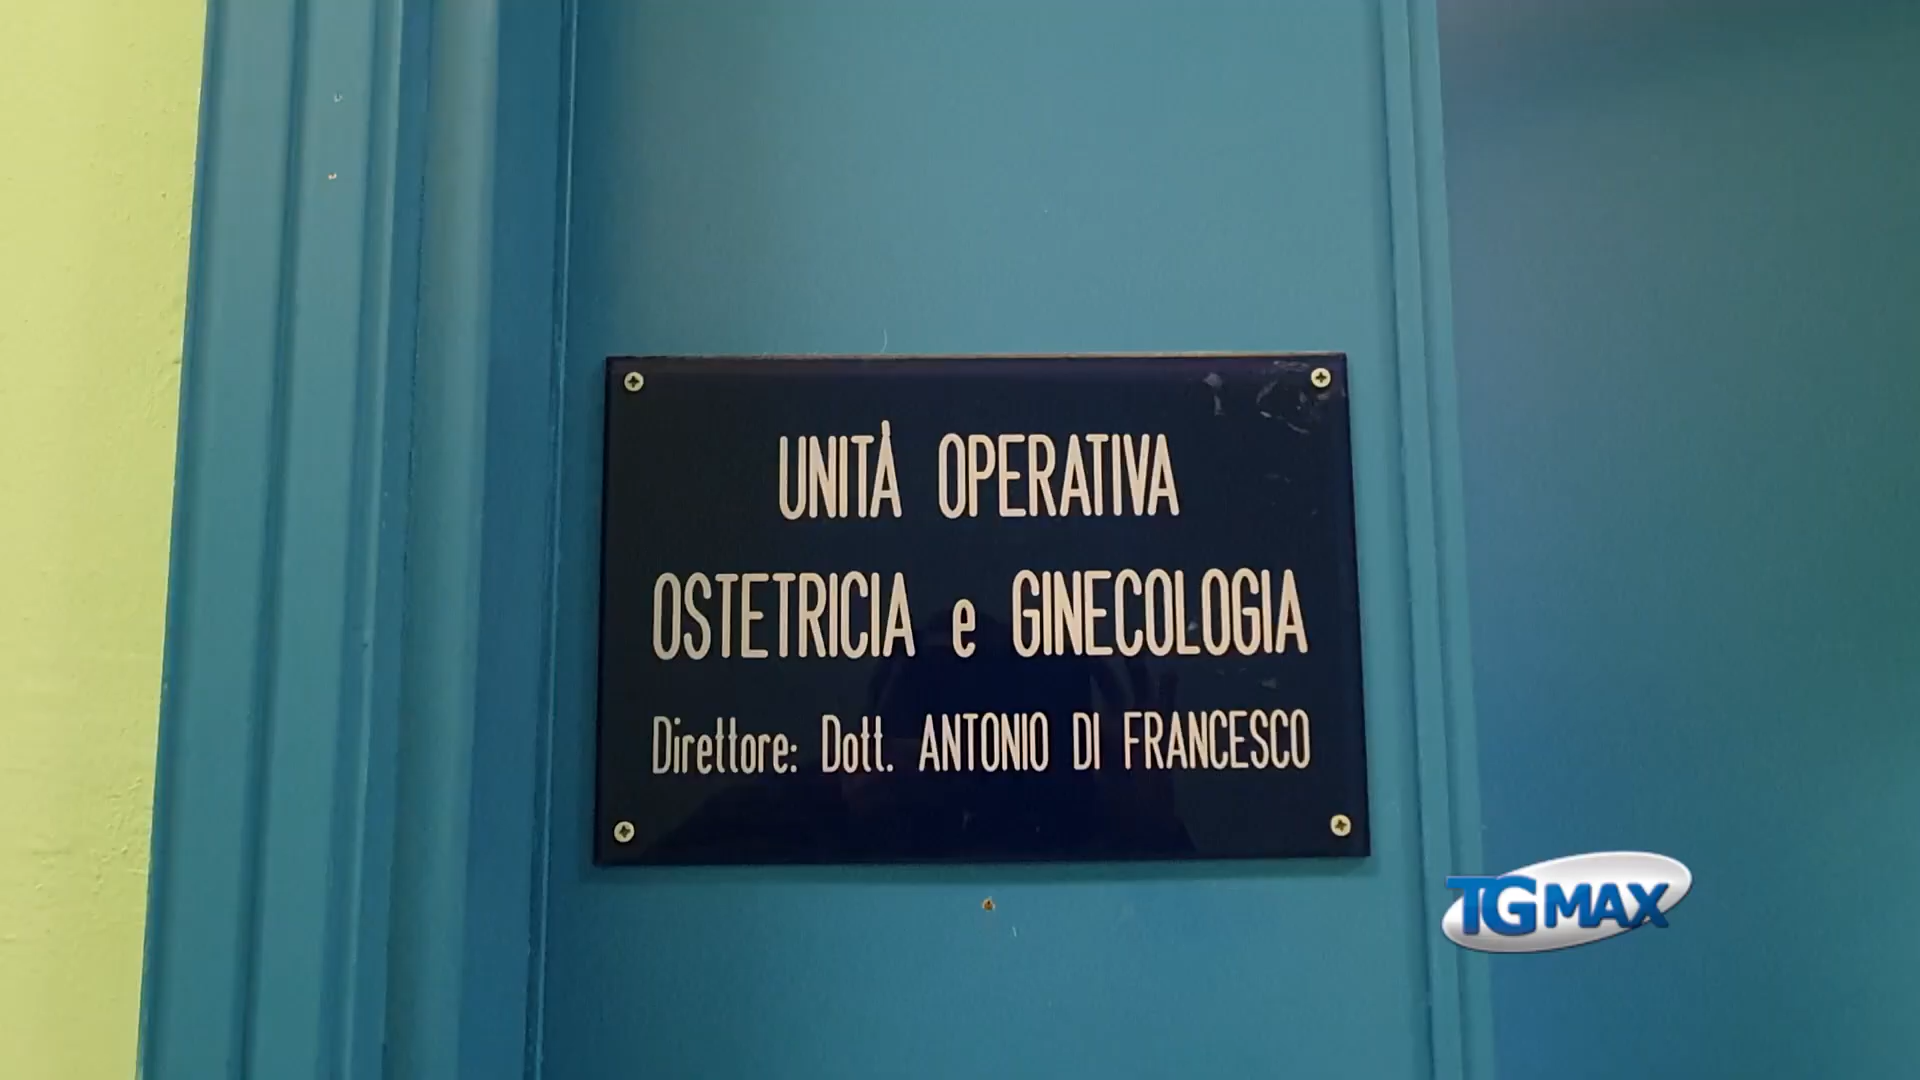 UNITÀ OPERATIVA
OSTETRICIA e GINECOLOGIA
Direttore: Dott. ANTONIO DI FRANCESCO
TGMAX